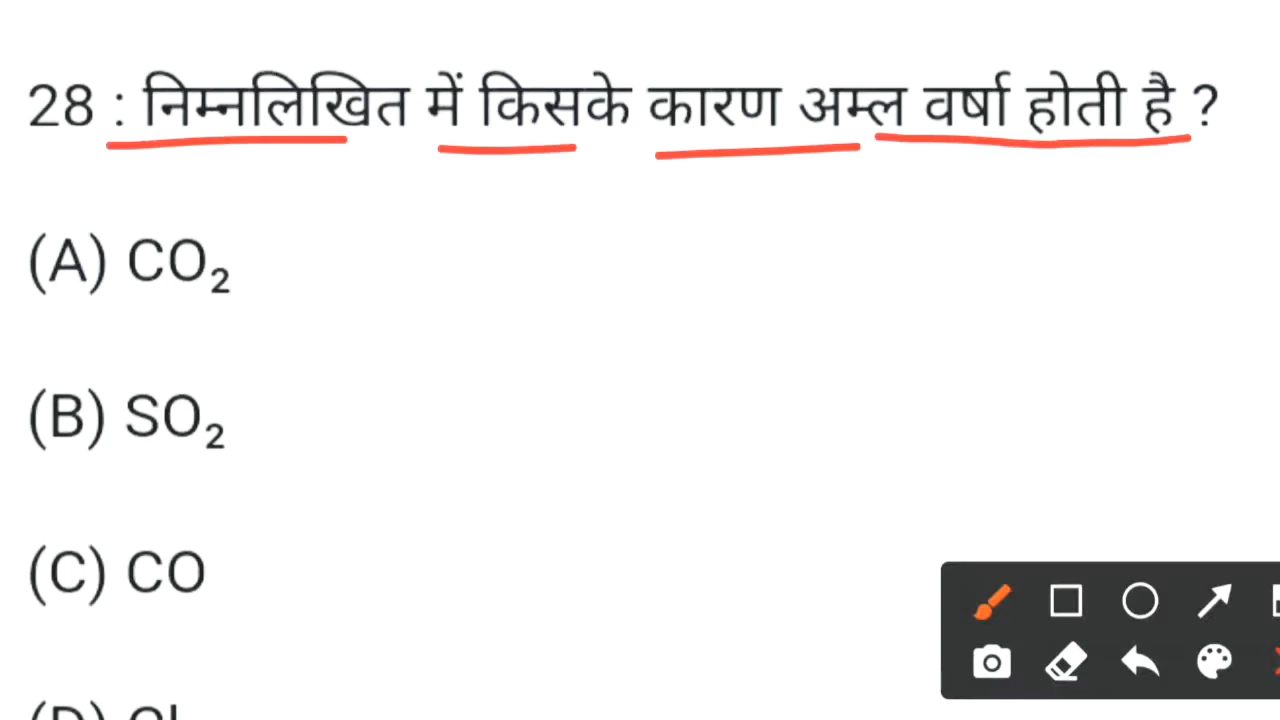 28 : निम्नलिखित में किसके कारण अम्ल वर्षा होती है ?
(A) CO₂
(B) SO₂
(C) CO